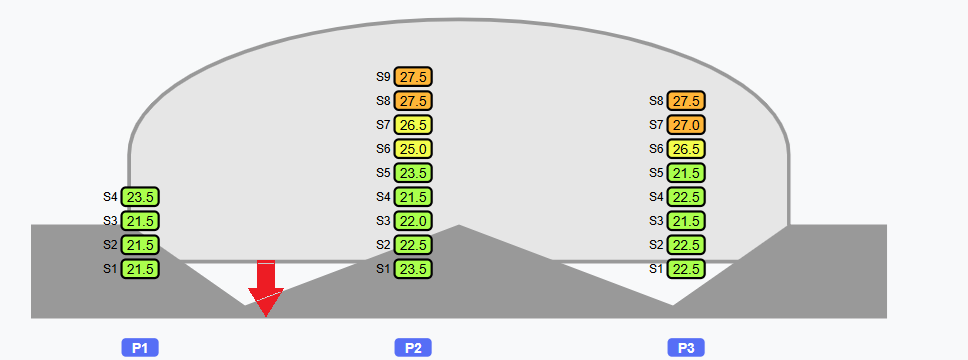 S9 27.5
S8 27.5 S8 27.5
S7 26.5 S7 27.0
S6 25.0 S6 26.5
S5 23.5 S5 21.5
S4 23.5 S4 21.5 S4 22.5
S3 21.5 S3 22.0 S3 21.5
S2 21.5 S2 22.5 S2 22.5
S1 21.5 S1 23.5 S1 22.5
P1 P2 P3